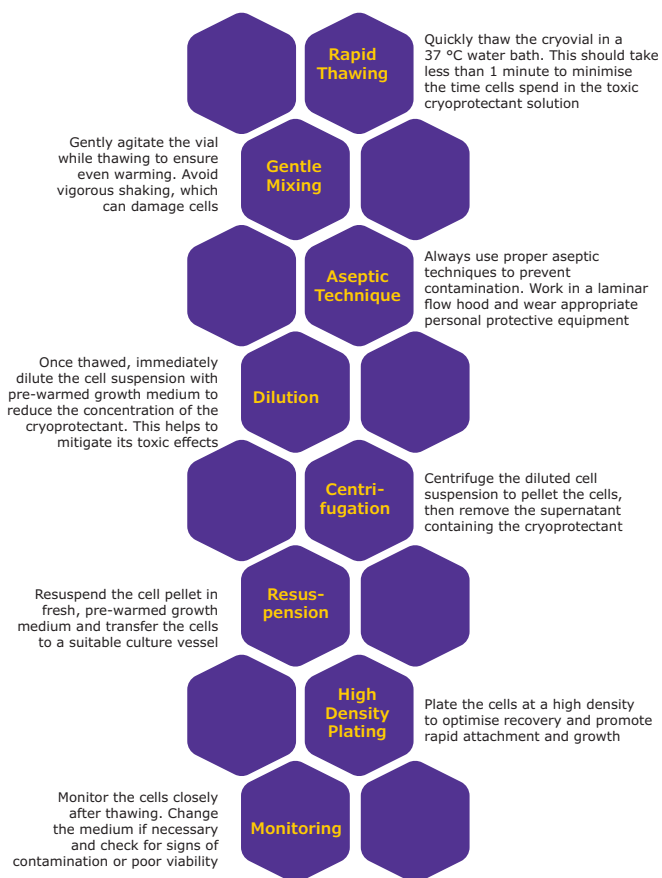 Rapid
Thawing
Quickly thaw the cryovial in a
37 °C water bath. This should take
less than 1 minute to minimise
the time cells spend in the toxic
cryoprotectant solution
Gently agitate the vial
while thawing to ensure
even warming. Avoid
vigorous shaking, which
can damage cells
Gentle
Mixing
Aseptic
Technique
Always use proper aseptic
techniques to prevent
contamination. Work in a laminar
flow hood and wear appropriate
personal protective equipment
Once thawed, immediately
dilute the cell suspension with
pre-warmed growth medium to
reduce the concentration of the
cryoprotectant. This helps to
mitigate its toxic effects
Dilution
Centri-
fugation
Centrifuge the diluted cell
suspension to pellet the cells,
then remove the supernatant
containing the cryoprotectant
Resuspend the cell pellet in
fresh, pre-warmed growth
medium and transfer the cells
to a suitable culture vessel
Resus-
pension
High
Density
Plating
Plate the cells at a high density
to optimise recovery and promote
rapid attachment and growth
Monitor the cells closely
after thawing. Change
the medium if necessary
and check for signs of
contamination or poor viability
Monitoring